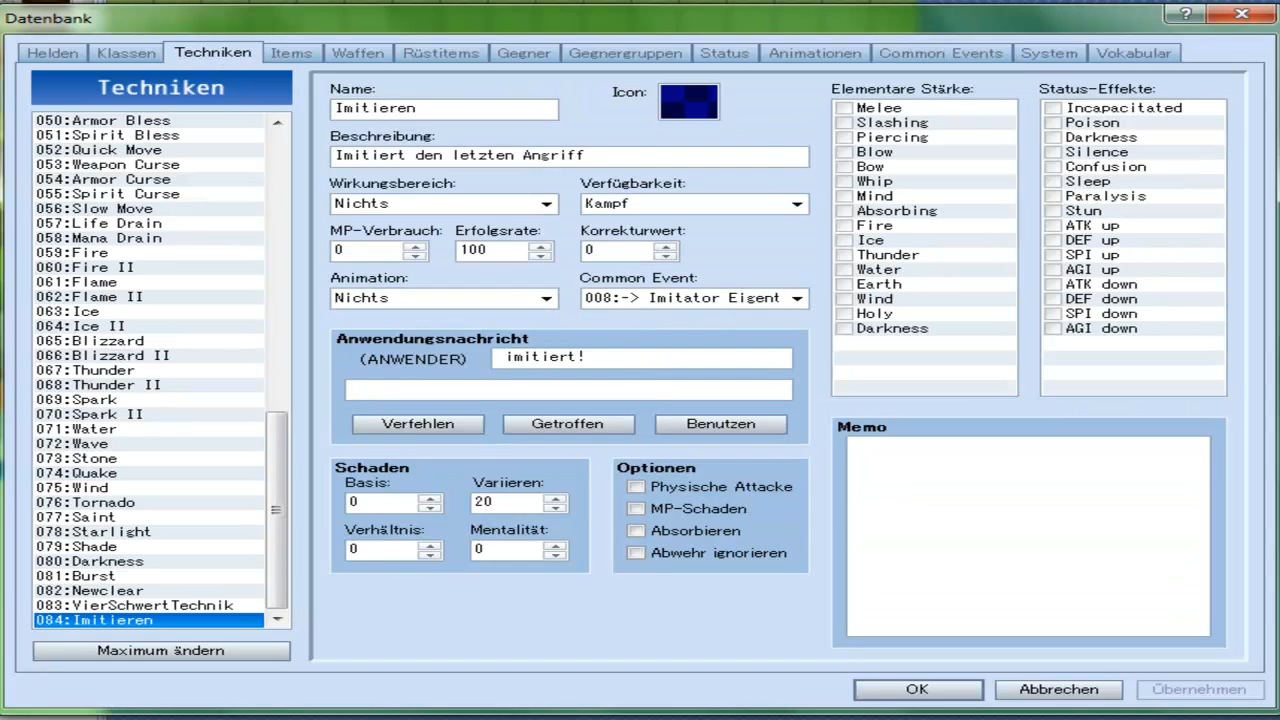 Datenbank
Helden Klassen Techniken Items Waffen Rüstitems Gegner Gegnergruppen Status Animationen Common Events System Vokabular
Techniken
050:Armor Bless
051:Spirit Bless
052:Quick Move
053:Weapon Curse
054:Armor Curse
055:Spirit Curse
056:Slow Move
057:Life Drain
058:Mana Drain
059:Fire
060:Fire II
061:Flame
062:Flame II
063:Ice
064:Ice II
065:Blizzard
066:Blizzard II
067:Thunder
068:Thunder II
069:Spark
070:Spark II
071:Water
072:Wave
073:Stone
074:Quake
075:Wind
076:Tornado
077:Saint
078:Starlight
079:Shade
080:Darkness
081:Burst
082:Newclear
083:VierSchwertTechnik
084:Imitieren
Maximum ändern
Name:
Imitieren
Icon:
Beschreibung:
Imitiert den letzten Angriff
Wirkungsbereich: Verfügbarkeit:
Nichts Kampf
MP-Verbrauch: Erfolgsrate: Korrekturwert:
0 100 0
Animation: Common Event:
Nichts 008:-> Imitator Eigent
Anwendungsnachricht
(ANWENDER) imitiert!
Verfehlen Getroffen Benutzen
Schaden
Basis: Variieren:
0 20
Verhältnis: Mentalität:
0 0
Optionen
Physische Attacke
MP-Schaden
Absorbieren
Abwehr ignorieren
Elementare Stärke:
Melee
Slashing
Piercing
Blow
Bow
Whip
Mind
Absorbing
Fire
Ice
Thunder
Water
Earth
Wind
Holy
Darkness
Status-Effekte:
Incapacitated
Poison
Darkness
Silence
Confusion
Sleep
Paralysis
Stun
ATK up
DEF up
SPI up
AGI up
ATK down
DEF down
SPI down
AGI down
Memo
OK Abbrechen Übernehmen